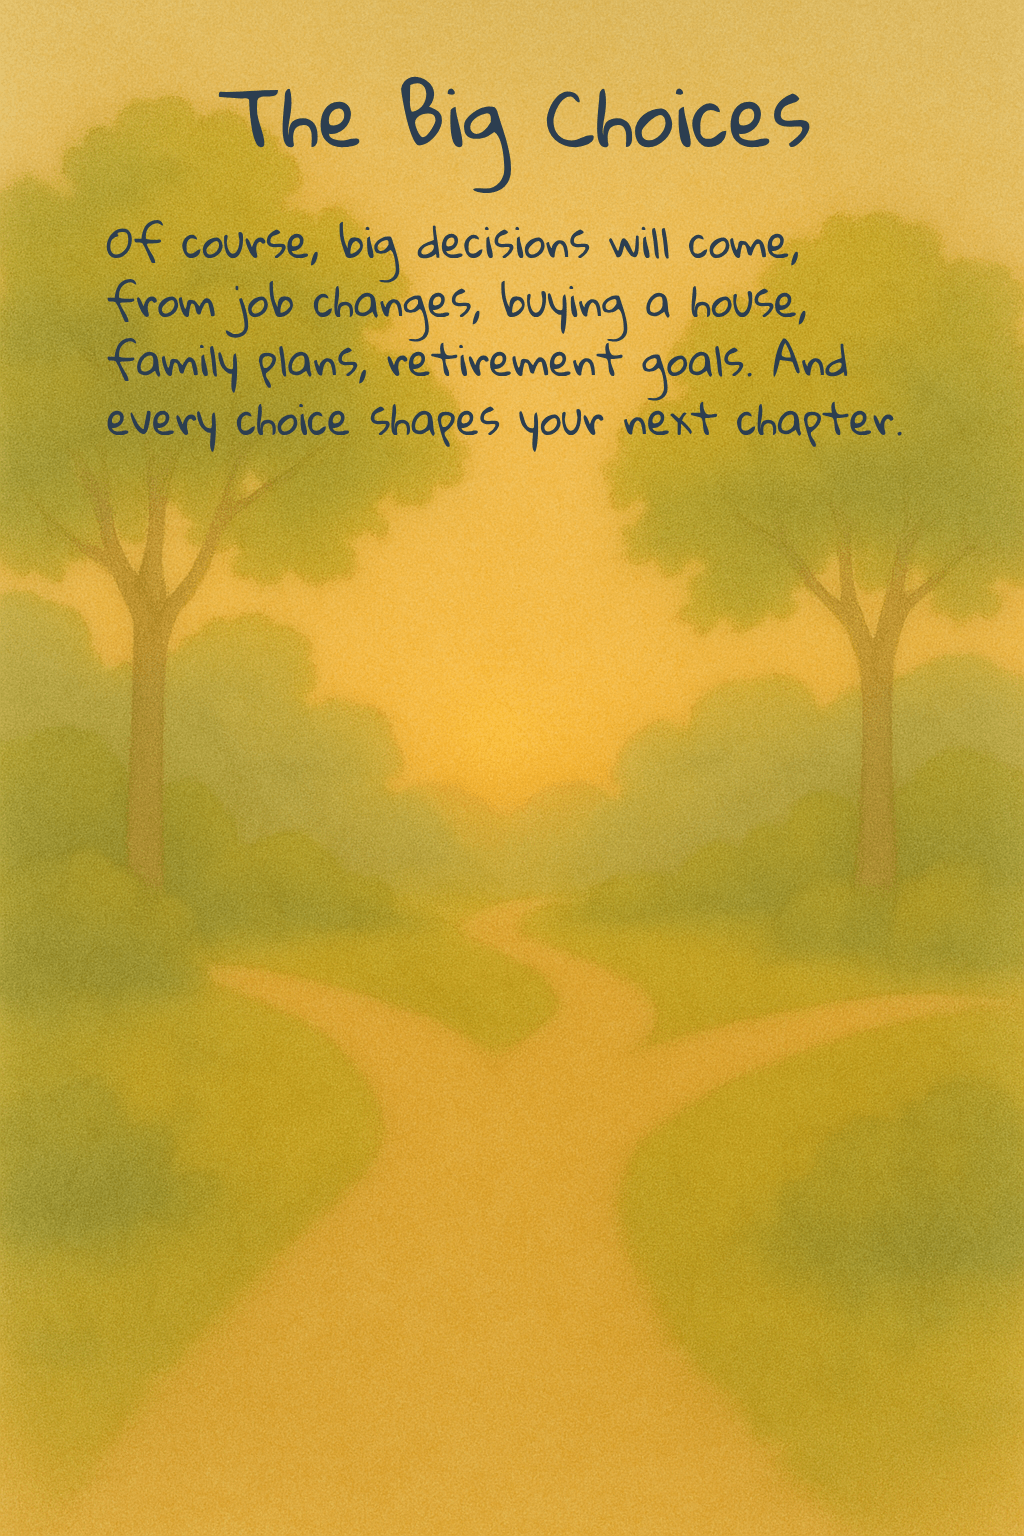 The Big Choices
Of course, big decisions will come,
from job changes, buying a house,
family plans, retirement goals. And
every choice shapes your next chapter.